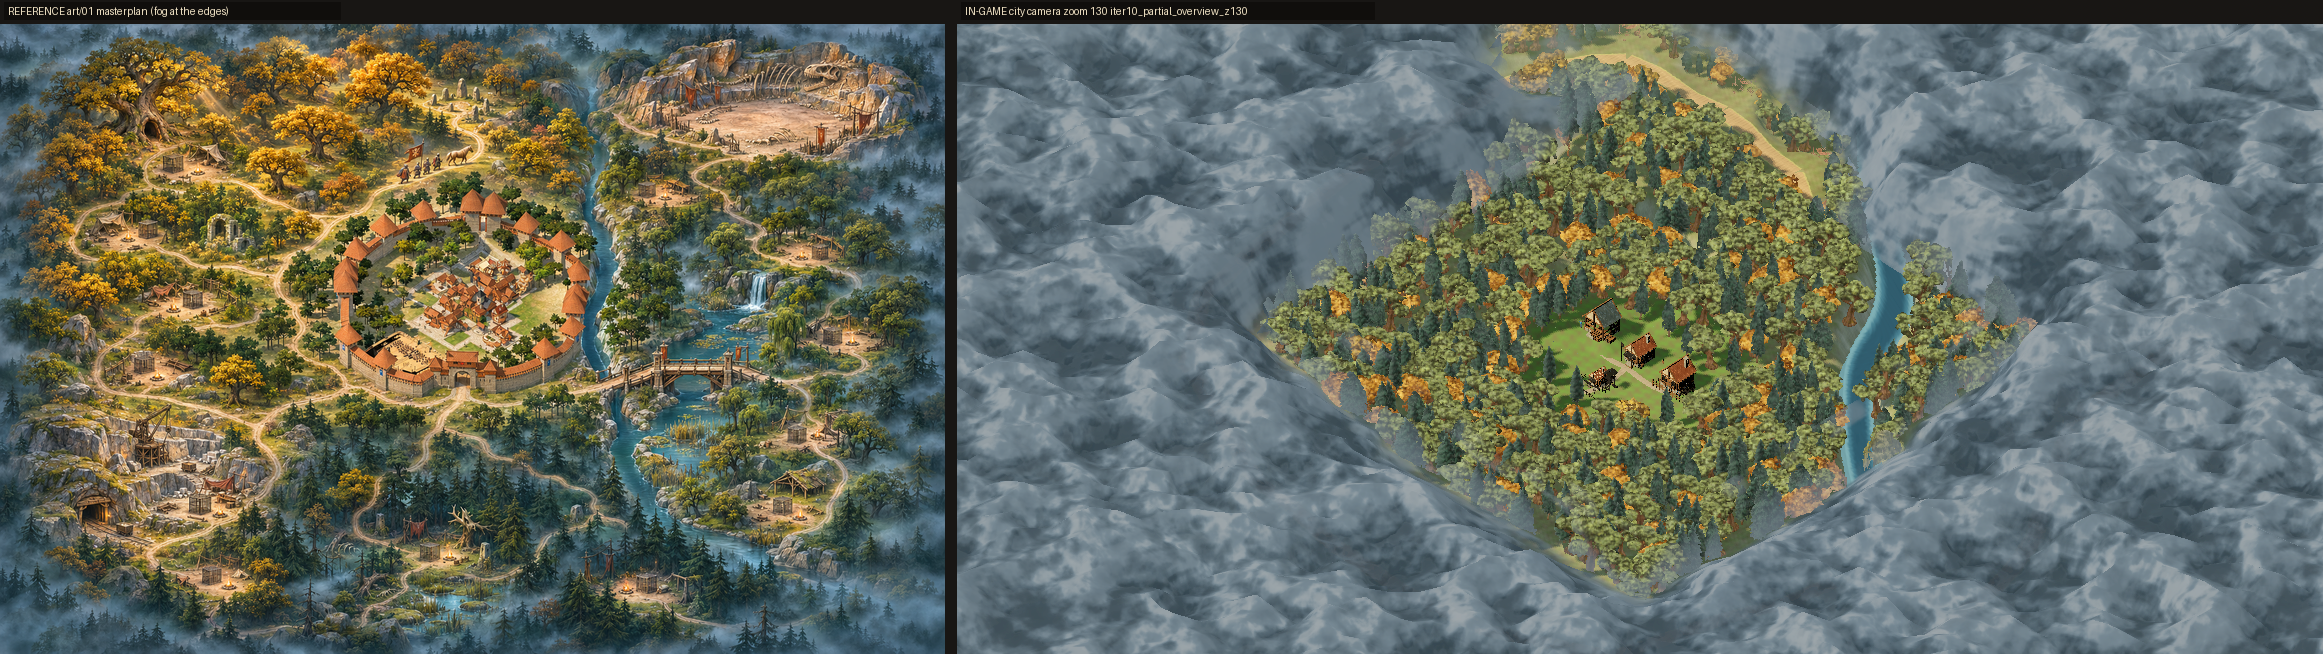 REFERENCE art/01 masterplan (fog at the edges)
IN-GAME city camera zoom 130 iter10_partial_overview_z130